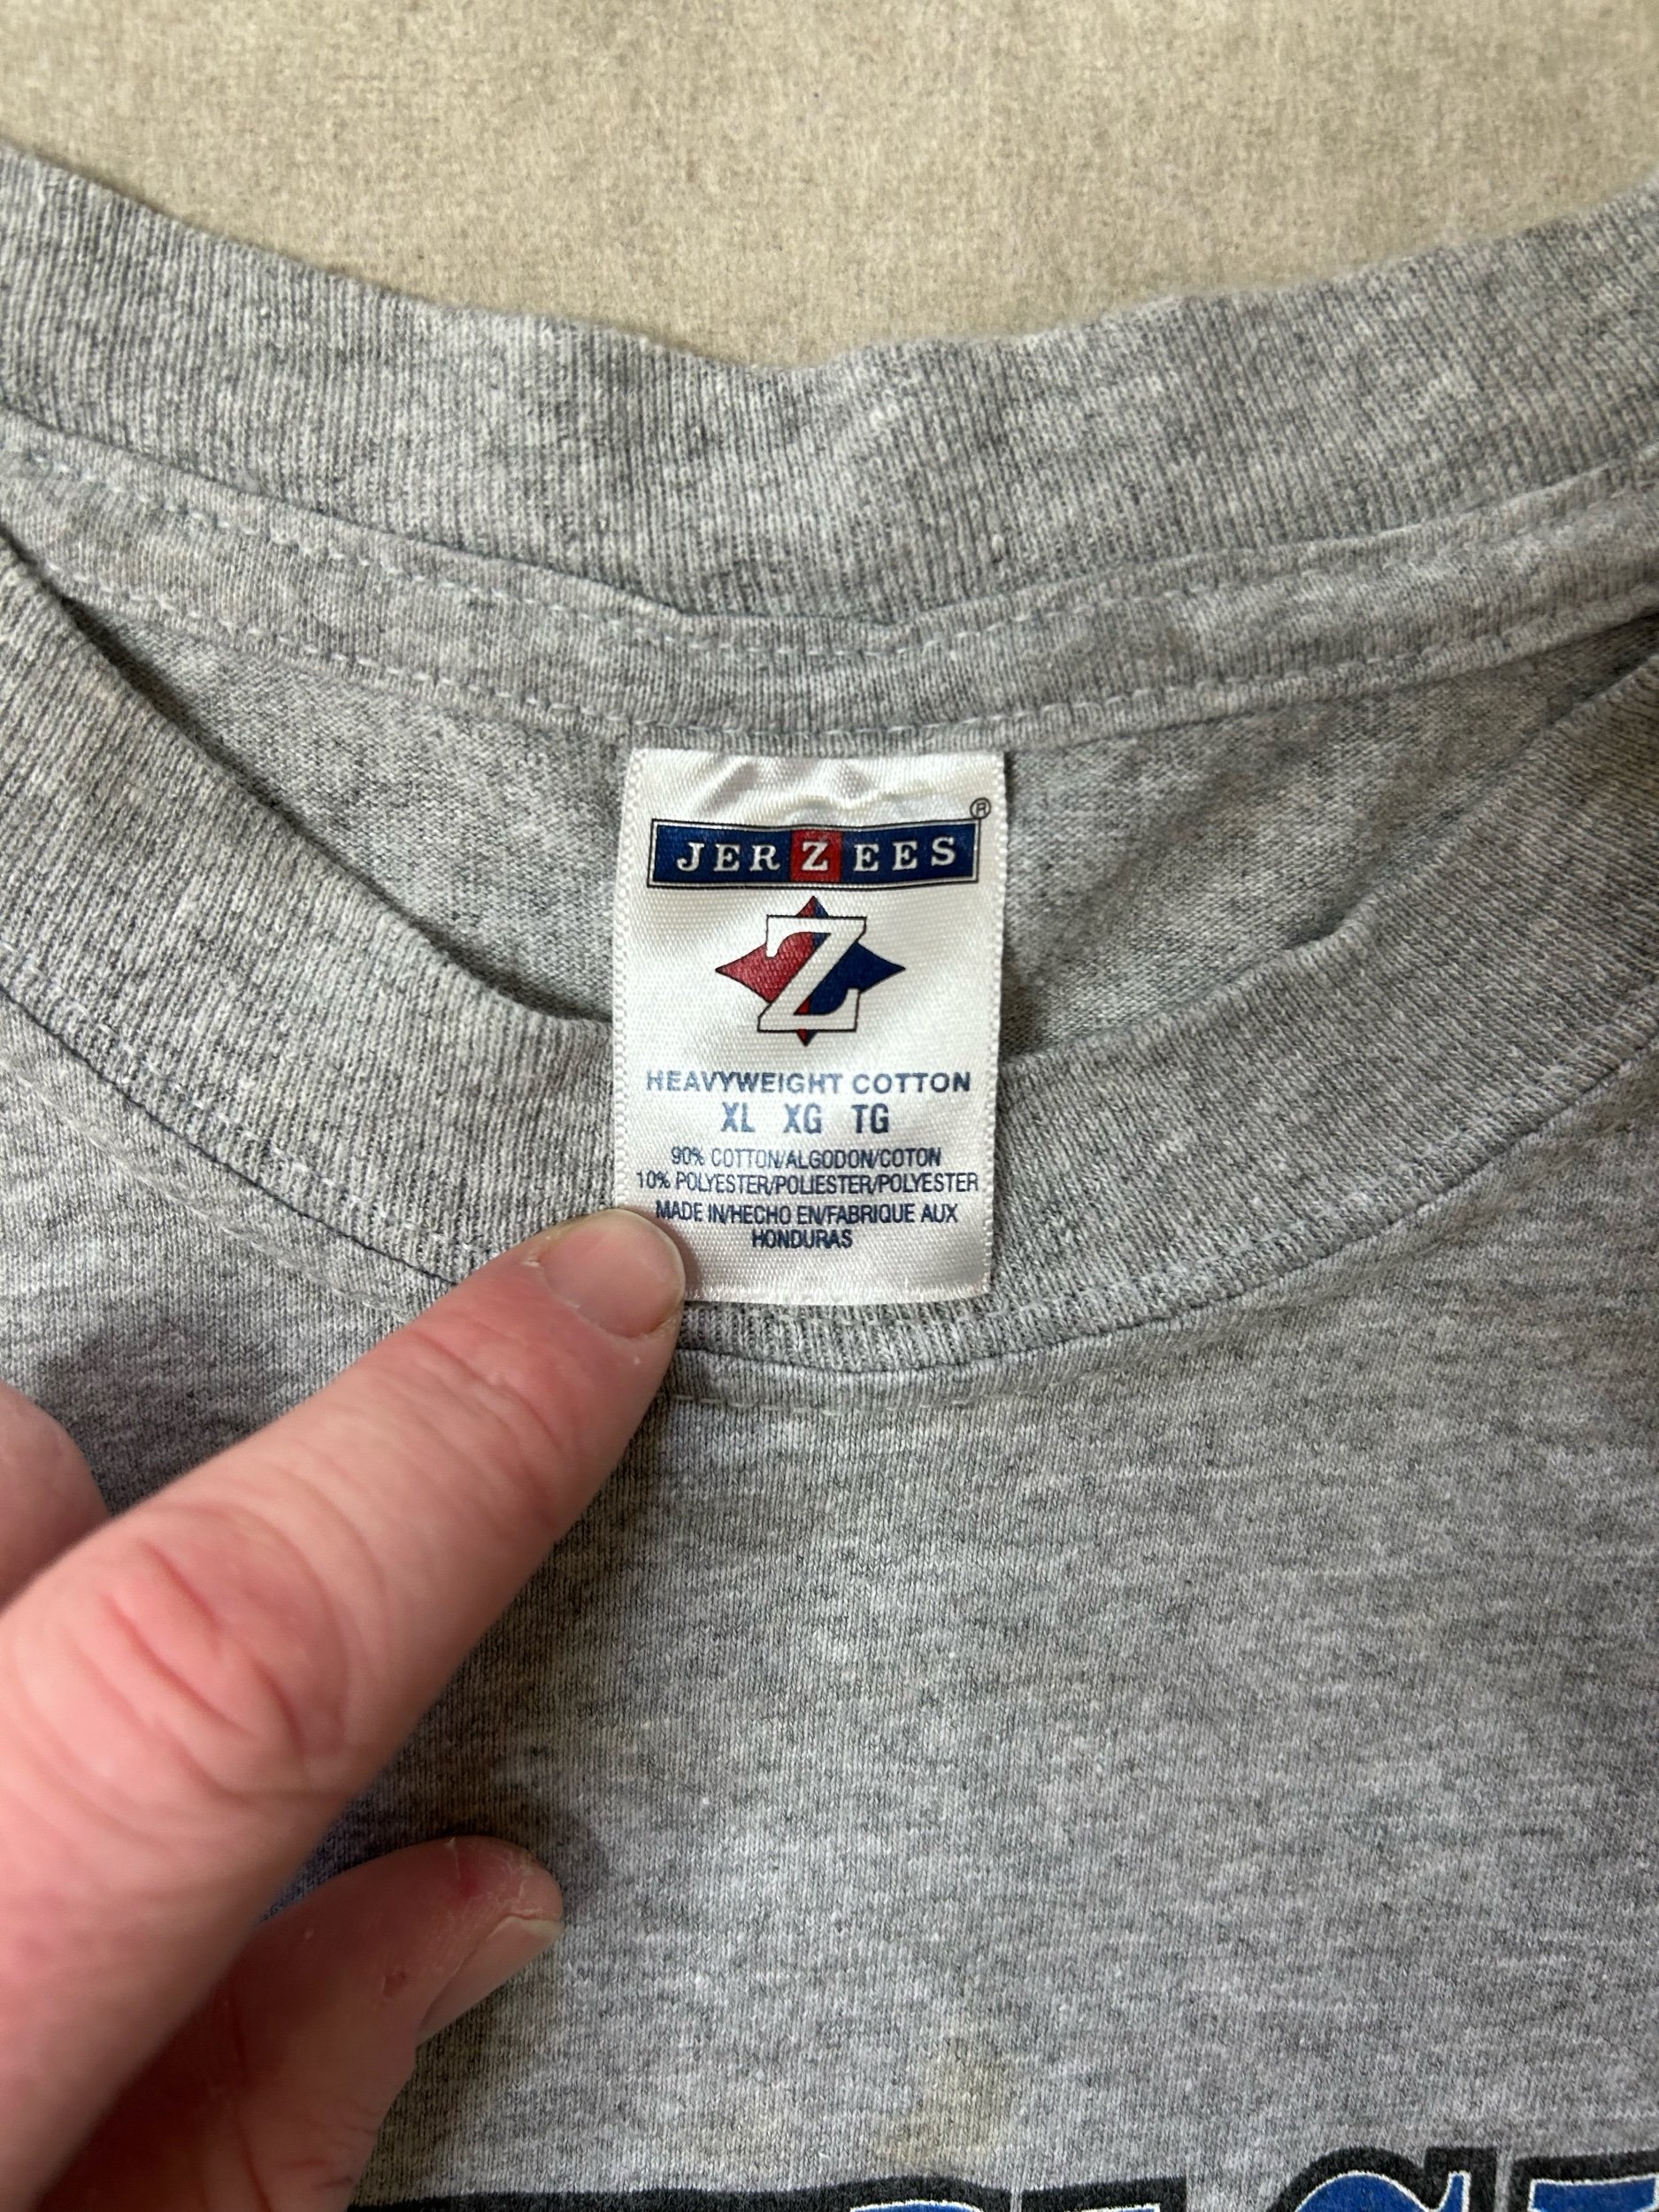 JERZEES®
Z
HEAVYWEIGHT COTTON
XL XG TG
90% COTTON/ALGODON/COTON
10% POLYESTER/POLIESTER/POLYESTER
MADE IN/HECHO EN/FABRIQUE AUX
HONDURAS